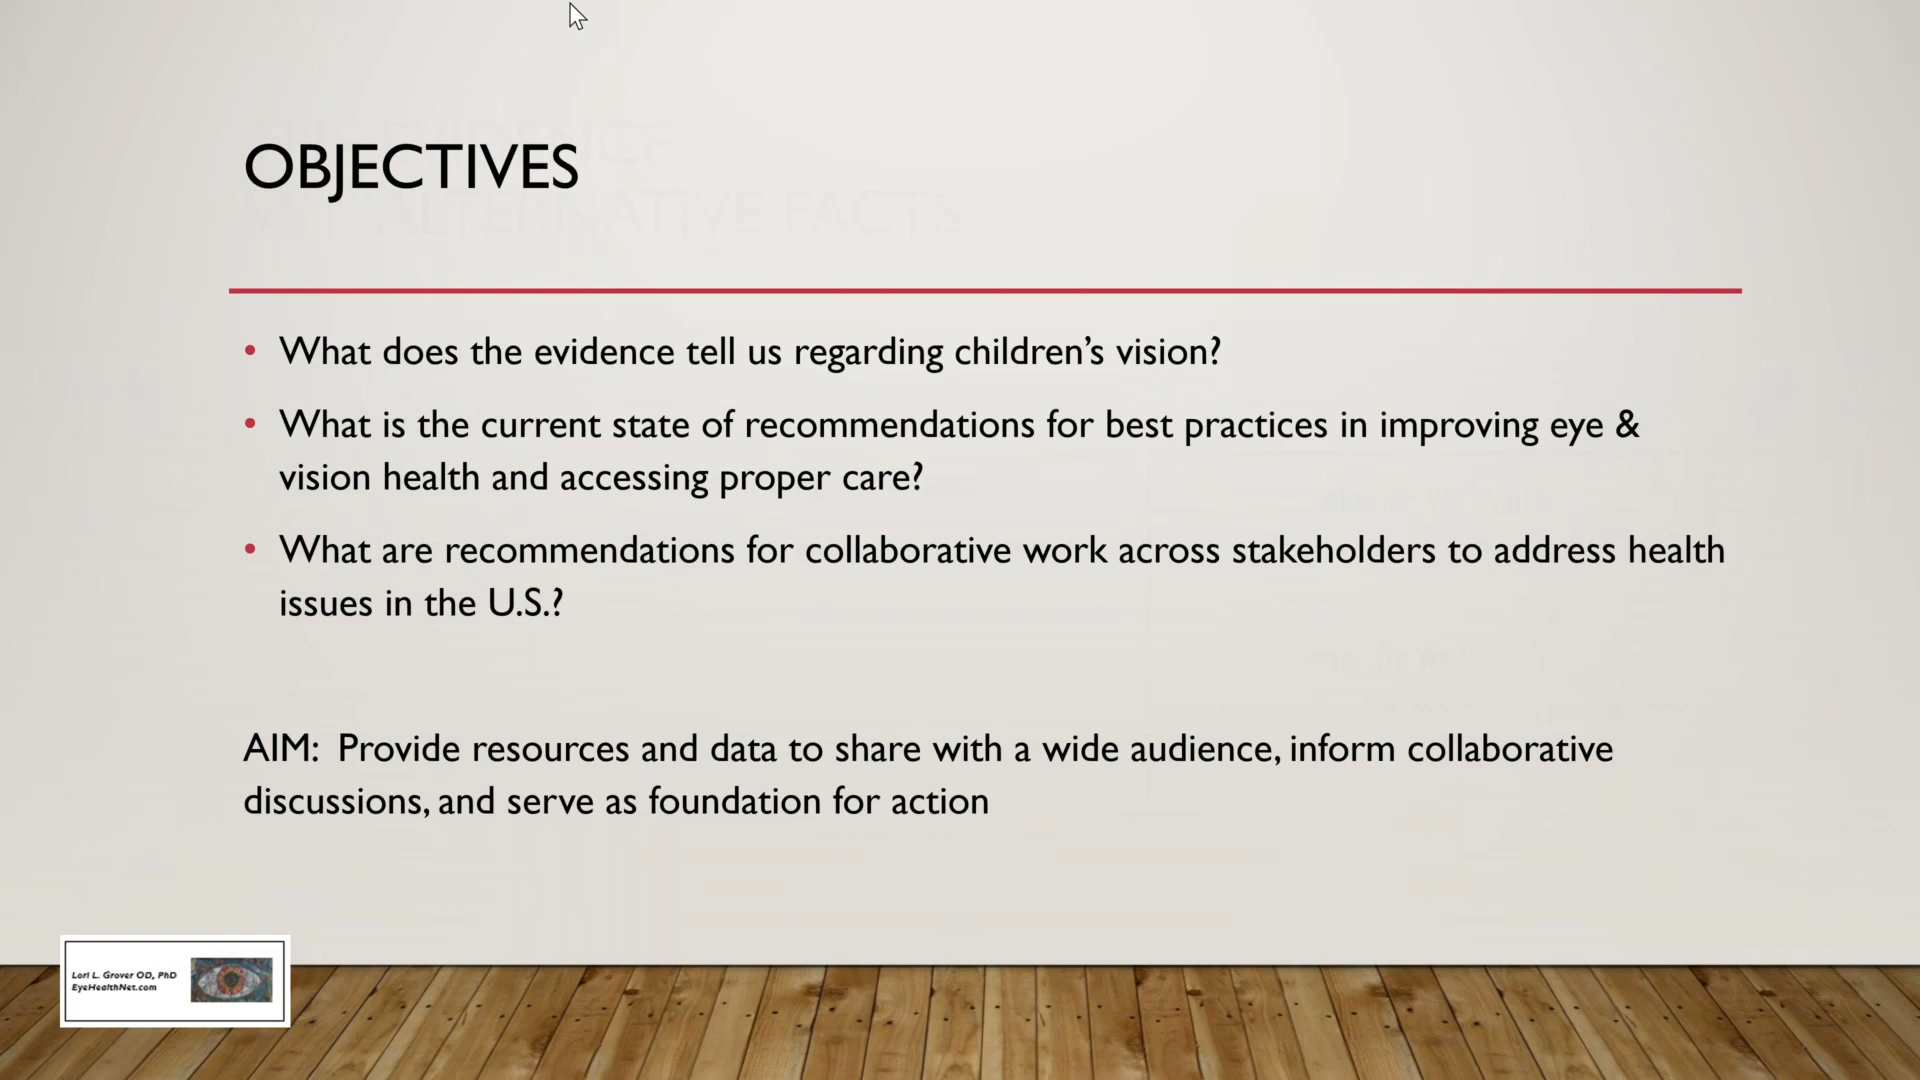 OBJECTIVES
• What does the evidence tell us regarding children’s vision?
• What is the current state of recommendations for best practices in improving eye &
vision health and accessing proper care?
• What are recommendations for collaborative work across stakeholders to address health
issues in the U.S.?
AIM:  Provide resources and data to share with a wide audience, inform collaborative
discussions, and serve as foundation for action
Lori L. Grover OD, PhD
EyeHealthNet.com